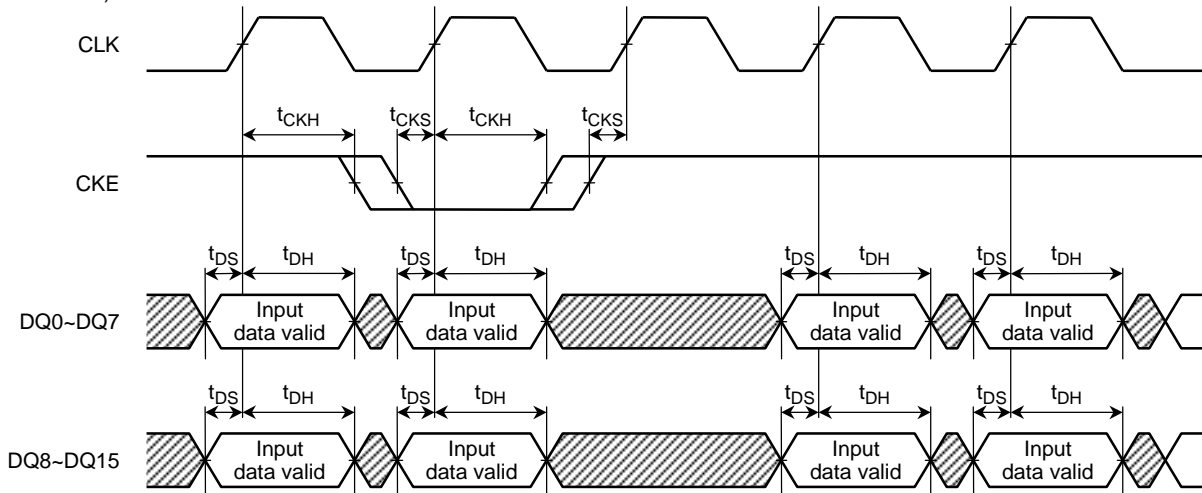 CLK
tCKH tCKS tCKH tCKS
CKE
tDS tDH tDS tDH tDS tDH tDS tDH
DQ0~DQ7
Input data valid
Input data valid
Input data valid
Input data valid
tDS tDH tDS tDH tDS tDH tDS tDH
DQ8~DQ15
Input data valid
Input data valid
Input data valid
Input data valid